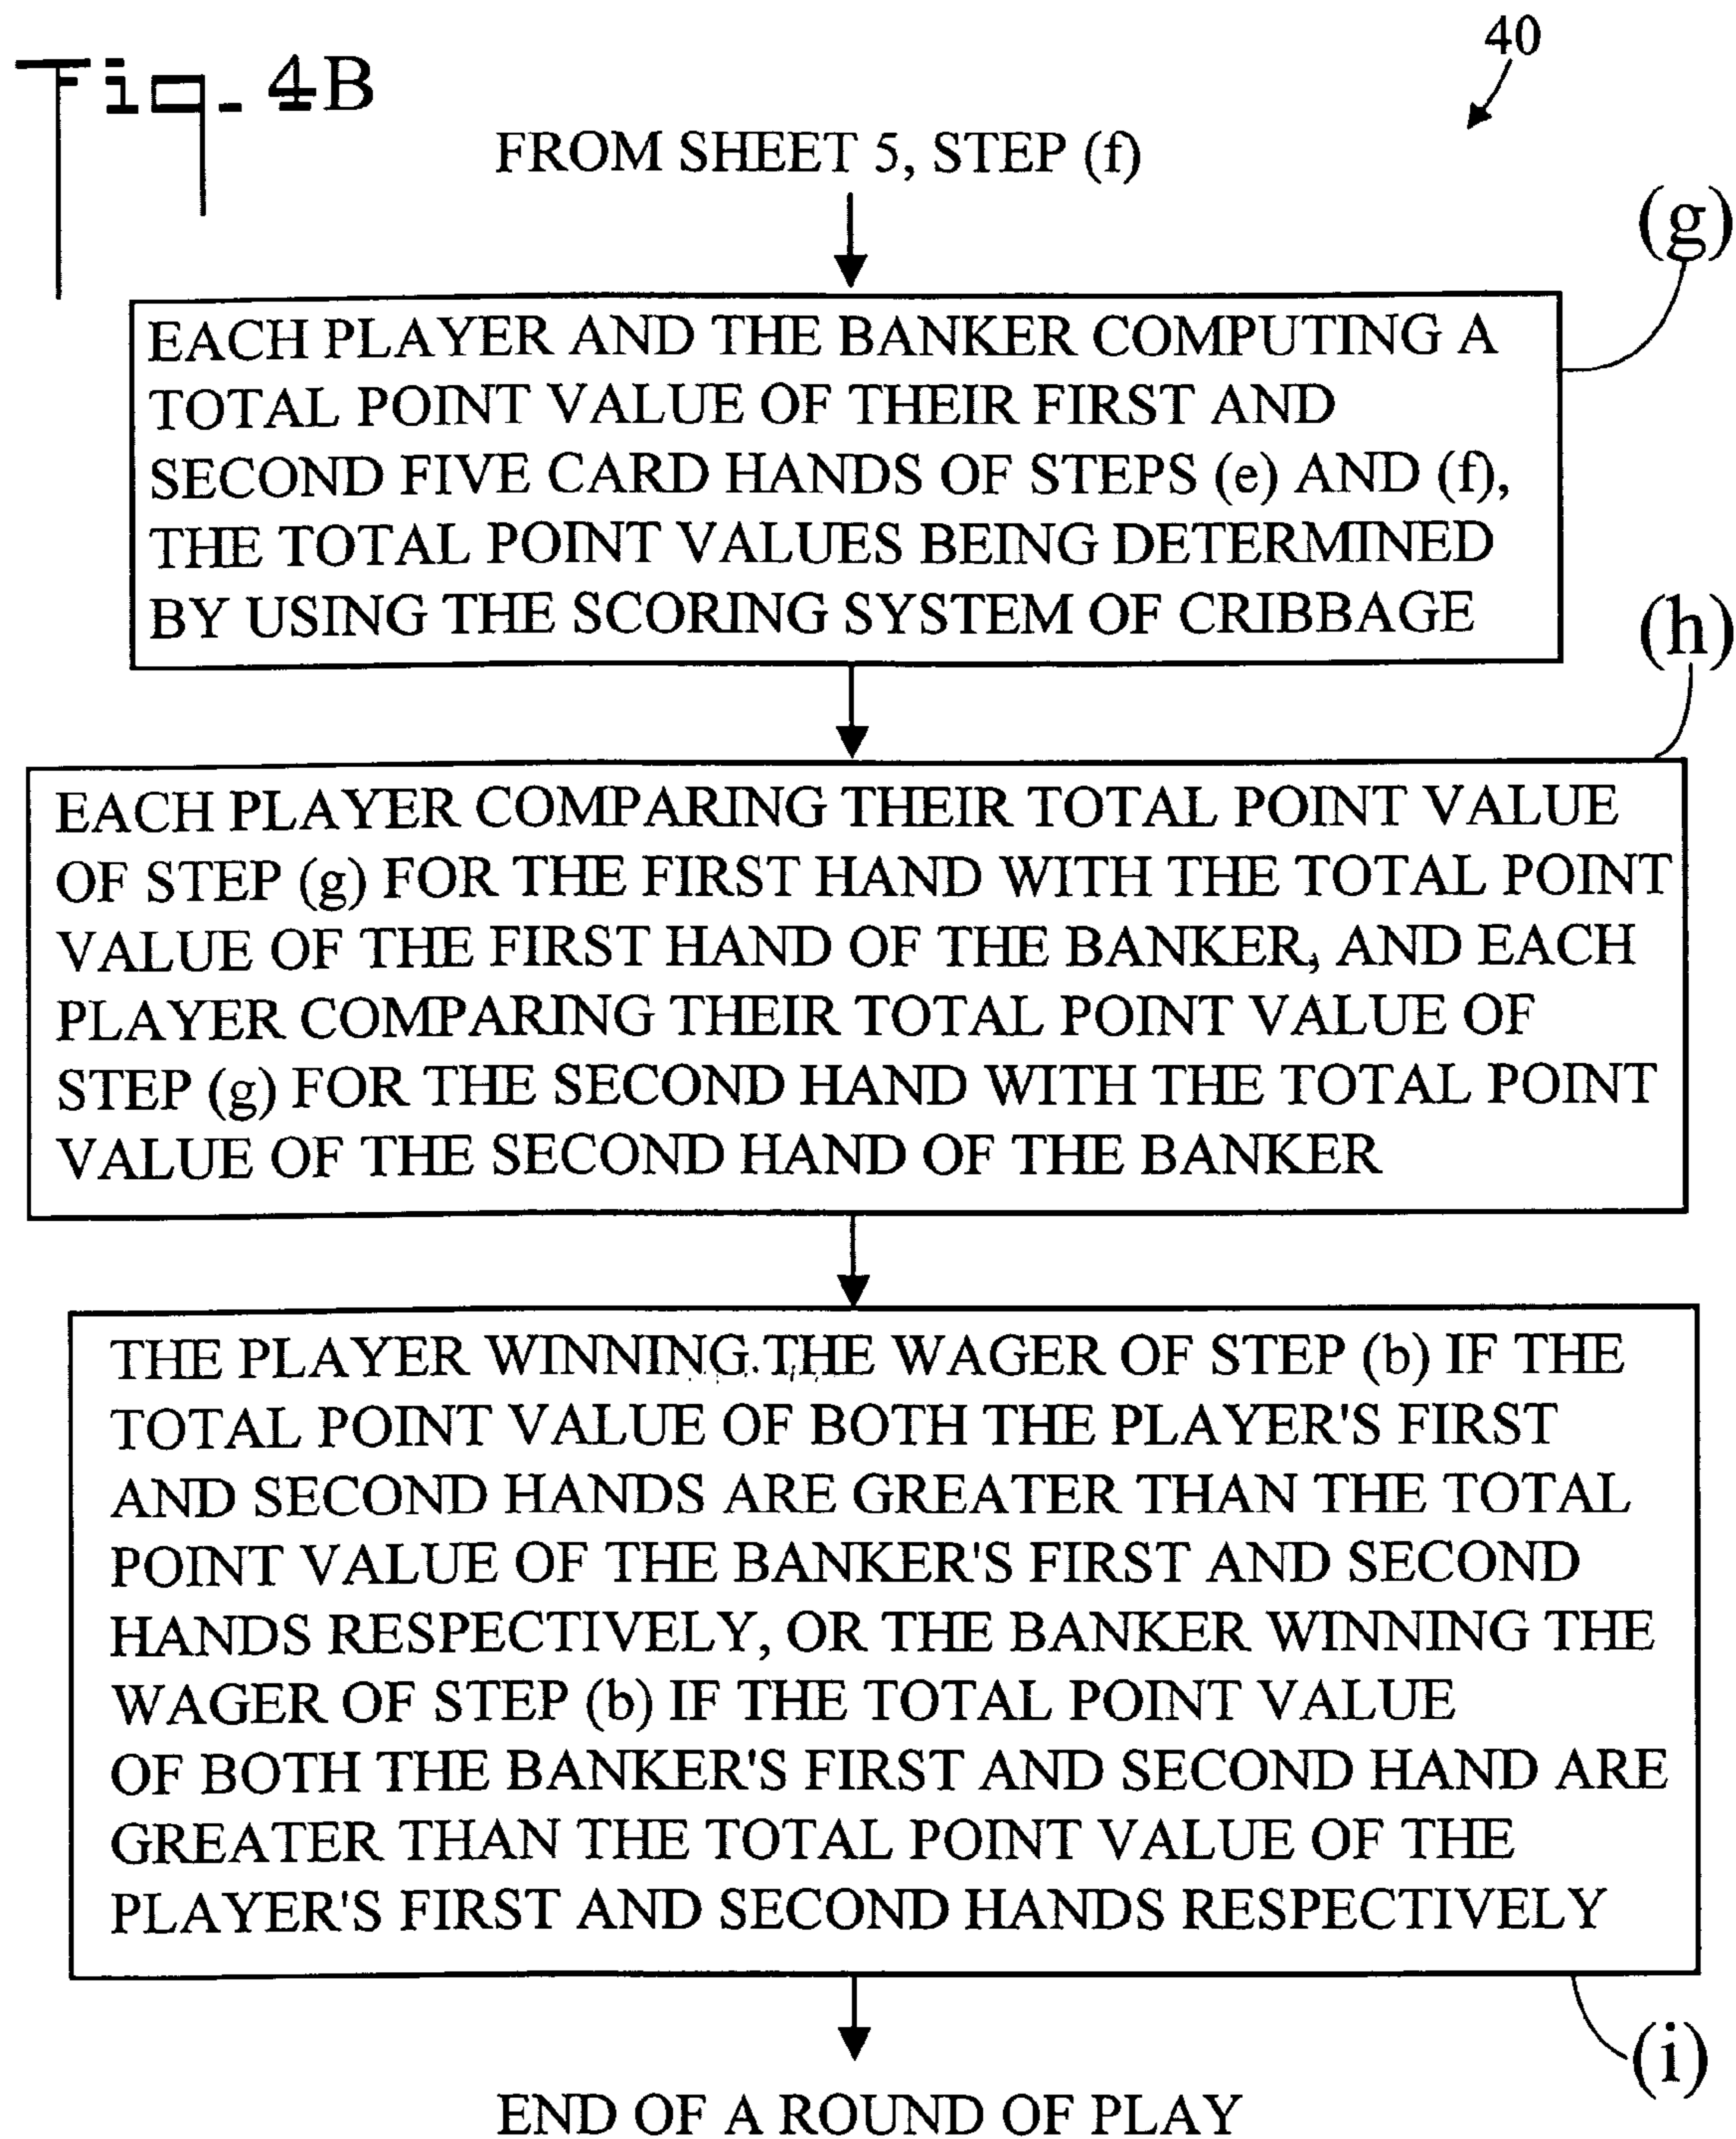 Fig. 4B
40
FROM SHEET 5, STEP (f)
(g)
EACH PLAYER AND THE BANKER COMPUTING A
TOTAL POINT VALUE OF THEIR FIRST AND
SECOND FIVE CARD HANDS OF STEPS (e) AND (f),
THE TOTAL POINT VALUES BEING DETERMINED
BY USING THE SCORING SYSTEM OF CRIBBAGE
(h)
EACH PLAYER COMPARING THEIR TOTAL POINT VALUE
OF STEP (g) FOR THE FIRST HAND WITH THE TOTAL POINT
VALUE OF THE FIRST HAND OF THE BANKER, AND EACH
PLAYER COMPARING THEIR TOTAL POINT VALUE OF
STEP (g) FOR THE SECOND HAND WITH THE TOTAL POINT
VALUE OF THE SECOND HAND OF THE BANKER
THE PLAYER WINNING THE WAGER OF STEP (b) IF THE
TOTAL POINT VALUE OF BOTH THE PLAYER'S FIRST
AND SECOND HANDS ARE GREATER THAN THE TOTAL
POINT VALUE OF THE BANKER'S FIRST AND SECOND
HANDS RESPECTIVELY, OR THE BANKER WINNING THE
WAGER OF STEP (b) IF THE TOTAL POINT VALUE
OF BOTH THE BANKER'S FIRST AND SECOND HAND ARE
GREATER THAN THE TOTAL POINT VALUE OF THE
PLAYER'S FIRST AND SECOND HANDS RESPECTIVELY
(i)
END OF A ROUND OF PLAY